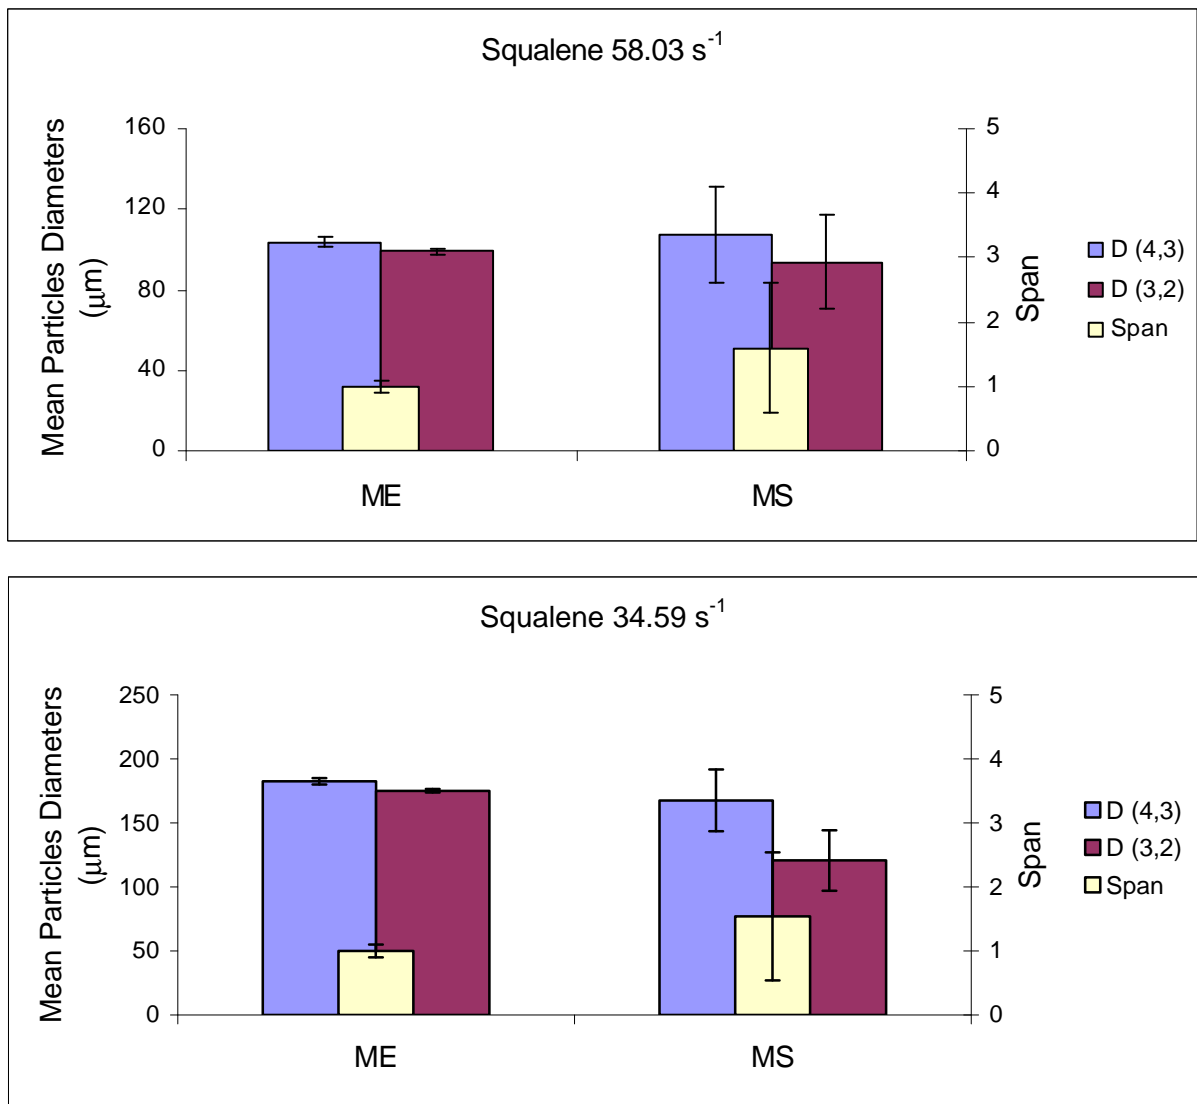 Squalene 58.03 s⁻¹
Mean Particles Diameters
(μm)
160
120
80
40
0
5
4
3
2
1
0
Span
ME
MS
D (4,3)
D (3,2)
Span
Squalene 34.59 s⁻¹
Mean Particles Diameters
(μm)
250
200
150
100
50
0
5
4
3
2
1
0
Span
ME
MS
D (4,3)
D (3,2)
Span